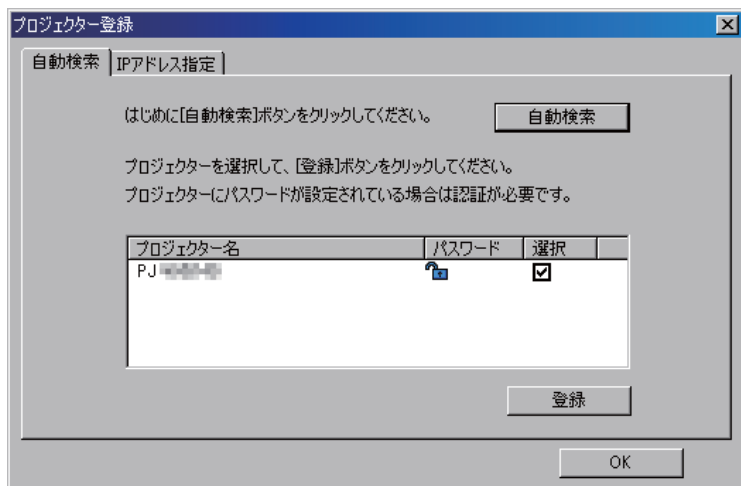 プロジェクター登録
自動検索 IPアドレス指定
はじめに[自動検索]ボタンをクリックしてください。 自動検索
プロジェクターを選択して、[登録]ボタンをクリックしてください。
プロジェクターにパスワードが設定されている場合は認証が必要です。
プロジェクター名 パスワード 選択
PJ
登録
OK